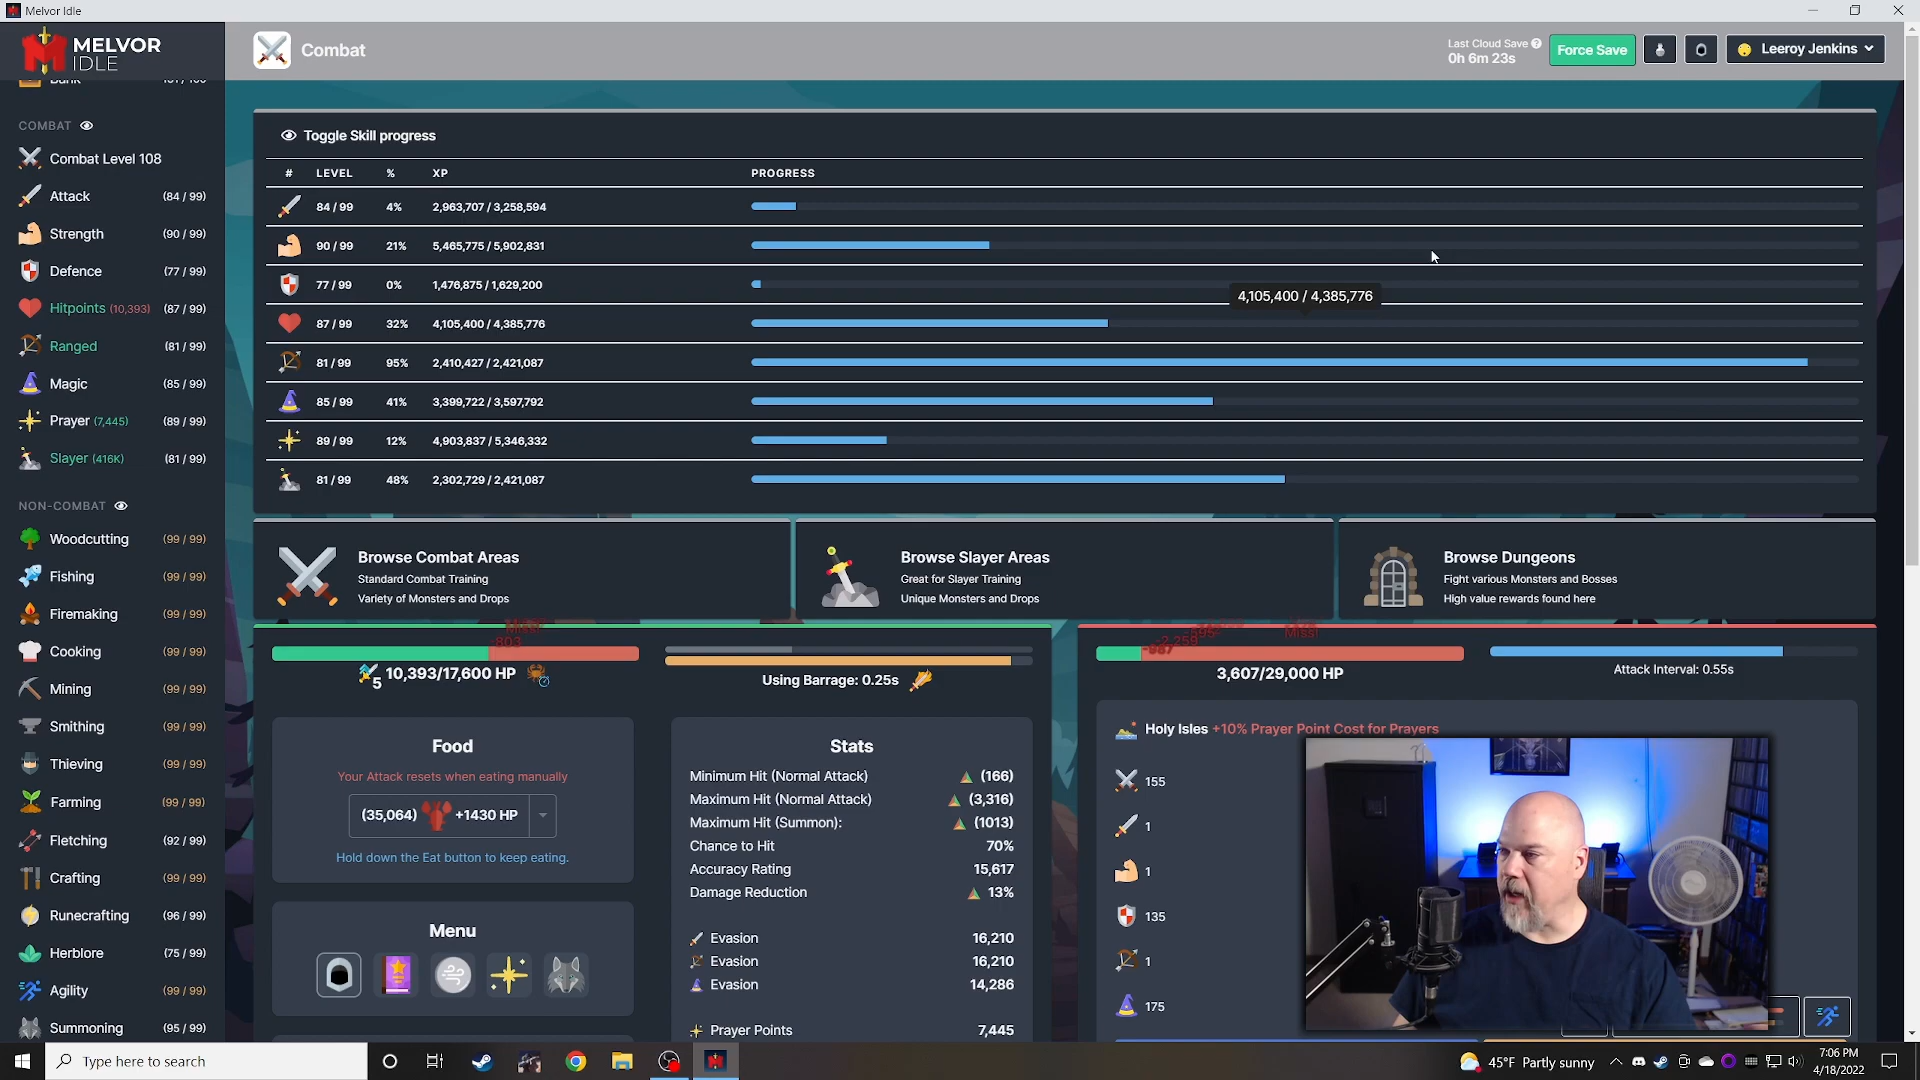 Melvor Idle
MELVOR
IDLE
Combat
Last Cloud Save
0h 6m 23s
Force Save
Leeroy Jenkins
COMBAT
Combat Level 108
Attack (84 / 99)
Strength (90 / 99)
Defence (77 / 99)
Hitpoints (10,393) (87 / 99)
Ranged (81 / 99)
Magic (85 / 99)
Prayer (7,445) (89 / 99)
Slayer (416K) (81 / 99)
NON-COMBAT
Woodcutting (99 / 99)
Fishing (99 / 99)
Firemaking (99 / 99)
Cooking (99 / 99)
Mining (99 / 99)
Smithing (99 / 99)
Thieving (99 / 99)
Farming (99 / 99)
Fletching (92 / 99)
Crafting (99 / 99)
Runecrafting (96 / 99)
Herblore (75 / 99)
Agility (99 / 99)
Summoning (95 / 99)
Toggle Skill progress
# LEVEL % XP PROGRESS
84 / 99 4% 2,963,707 / 3,258,594
90 / 99 21% 5,465,775 / 5,902,831
77 / 99 0% 1,476,875 / 1,629,200
4,105,400 / 4,385,776
87 / 99 32% 4,105,400 / 4,385,776
81 / 99 95% 2,410,427 / 2,421,087
85 / 99 41% 3,399,722 / 3,597,792
89 / 99 12% 4,903,837 / 5,346,332
81 / 99 48% 2,302,729 / 2,421,087
Browse Combat Areas
Standard Combat Training
Variety of Monsters and Drops
Browse Slayer Areas
Great for Slayer Training
Unique Monsters and Drops
Browse Dungeons
Fight various Monsters and Bosses
High value rewards found here
Miss!
-803
5 10,393/17,600 HP
Using Barrage: 0.25s
Food
Your Attack resets when eating manually
(35,064) +1430 HP
Hold down the Eat button to keep eating.
Menu
Stats
Minimum Hit (Normal Attack) (166)
Maximum Hit (Normal Attack) (3,316)
Maximum Hit (Summon): (1013)
Chance to Hit 70%
Accuracy Rating 15,617
Damage Reduction 13%
Evasion 16,210
Evasion 16,210
Evasion 14,286
Prayer Points 7,445
Miss!
-987
3,607/29,000 HP
Attack Interval: 0.55s
Holy Isles +10% Prayer Point Cost for Prayers
155
1
1
135
1
175
Type here to search
45°F Partly sunny
7:06 PM
4/18/2022